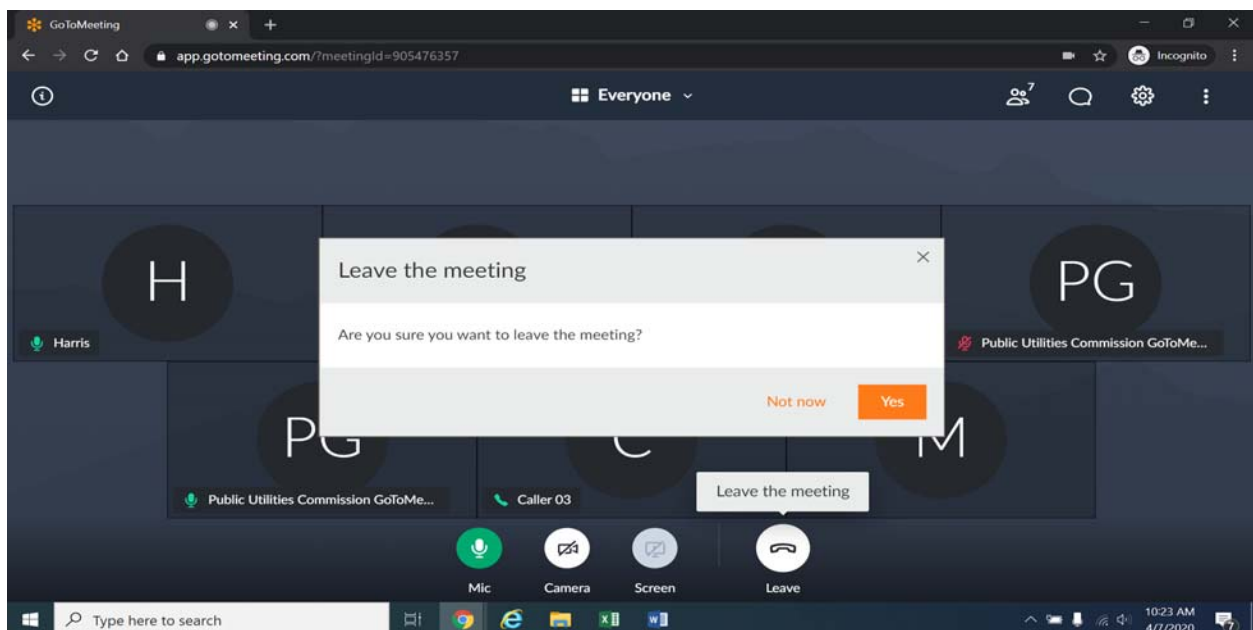 GoToMeeting
app.gotomeeting.com/?meetingId=905476357
Incognito
Everyone
7
H
PG
Leave the meeting
Are you sure you want to leave the meeting?
Not now Yes
Harris
Public Utilities Commission GoToMe...
PG
C
M
Public Utilities Commission GoToMe...
Caller 03
Leave the meeting
Mic Camera Screen Leave
Type here to search
10:23 AM
4/7/2020
7